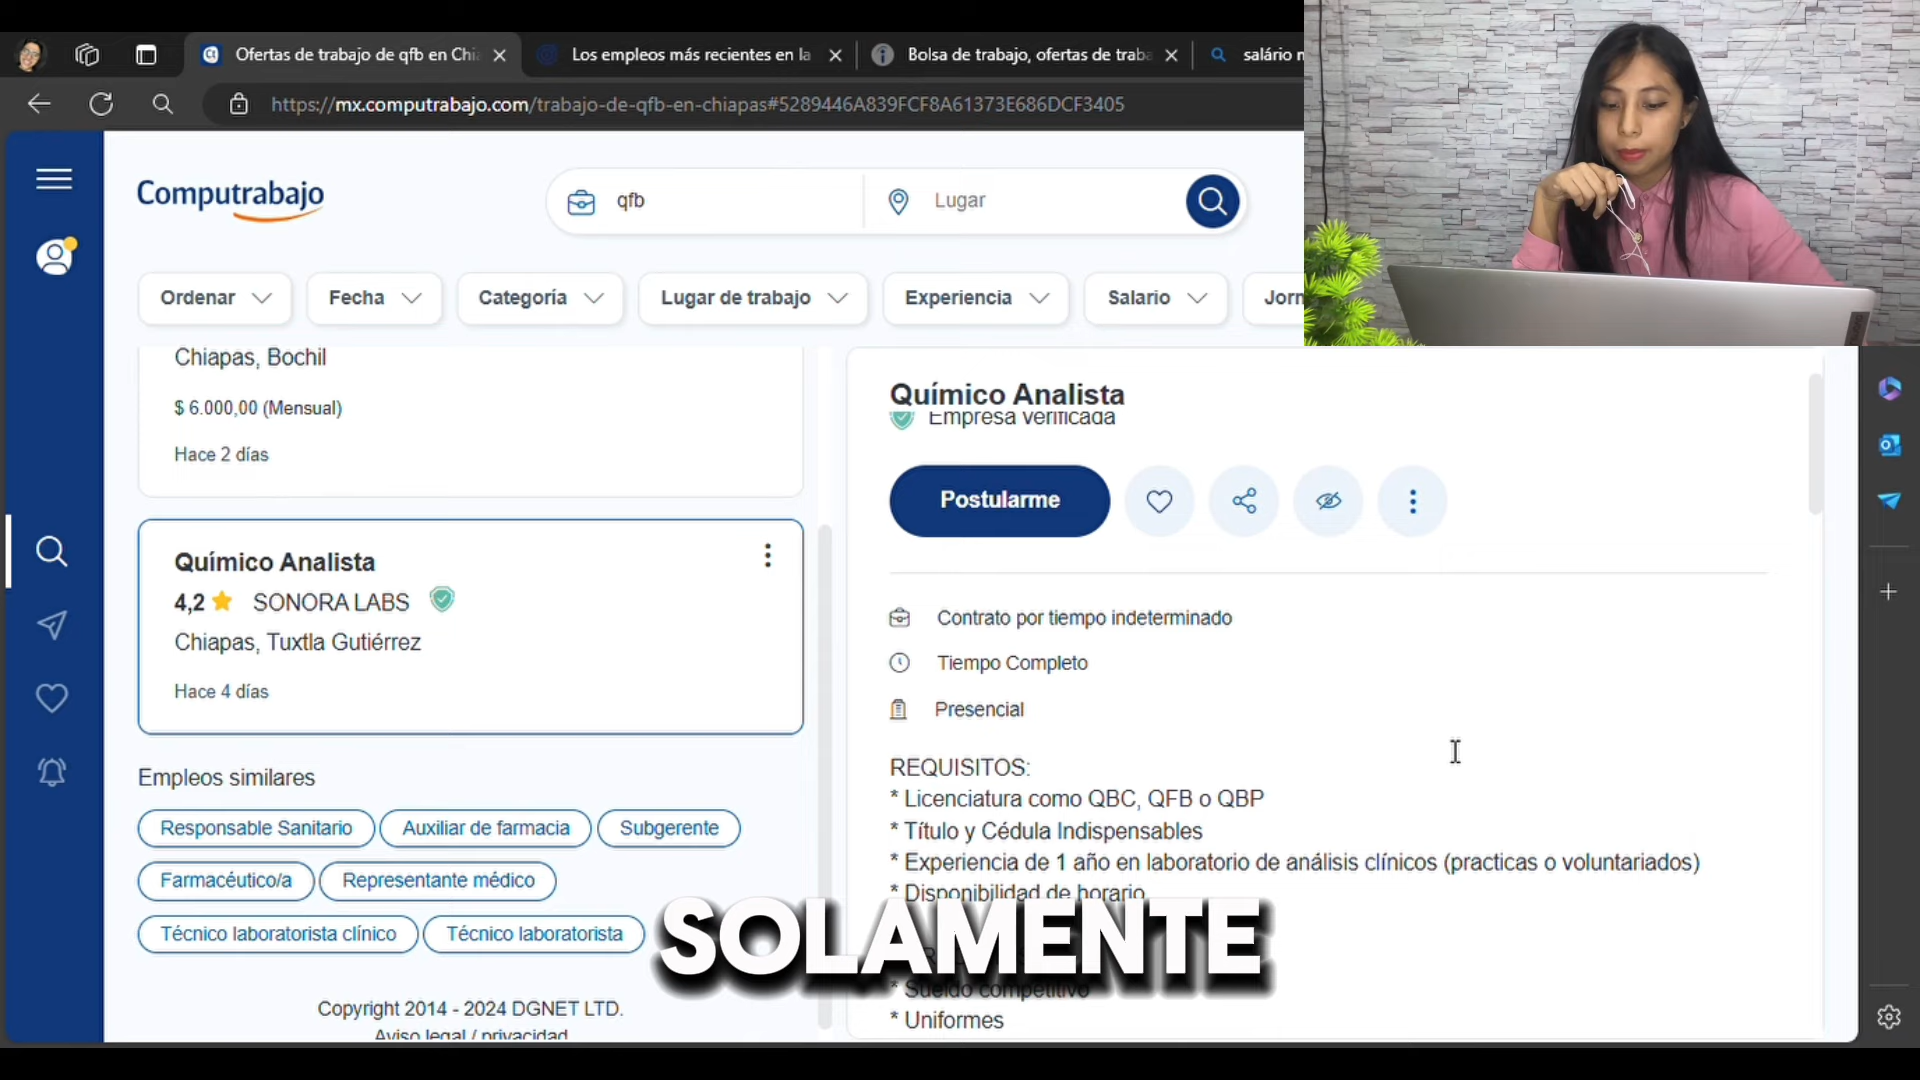 Ofertas de trabajo de qfb en Chia
Los empleos más recientes en la
Bolsa de trabajo, ofertas de traba
salário m
https://mx.computrabajo.com/trabajo-de-qfb-en-chiapas#5289446A839FCF8A61373E686DCF3405
Computrabajo
qfb
Lugar
Ordenar
Fecha
Categoría
Lugar de trabajo
Experiencia
Salario
Jorn
Chiapas, Bochil
$ 6.000,00 (Mensual)
Hace 2 días
Químico Analista
4,2 SONORA LABS
Chiapas, Tuxtla Gutiérrez
Hace 4 días
Empleos similares
Responsable Sanitario
Auxiliar de farmacia
Subgerente
Farmacéutico/a
Representante médico
Técnico laboratorista clínico
Técnico laboratorista
Copyright 2014 - 2024 DGNET LTD.
Aviso legal / privacidad
Químico Analista
Empresa verificada
Postularme
Contrato por tiempo indeterminado
Tiempo Completo
Presencial
REQUISITOS:
* Licenciatura como QBC, QFB o QBP
* Título y Cédula Indispensables
* Experiencia de 1 año en laboratorio de análisis clínicos (practicas o voluntariados)
* Disponibilidad de horario
SOLAMENTE
* Sueldo competitivo
* Uniformes